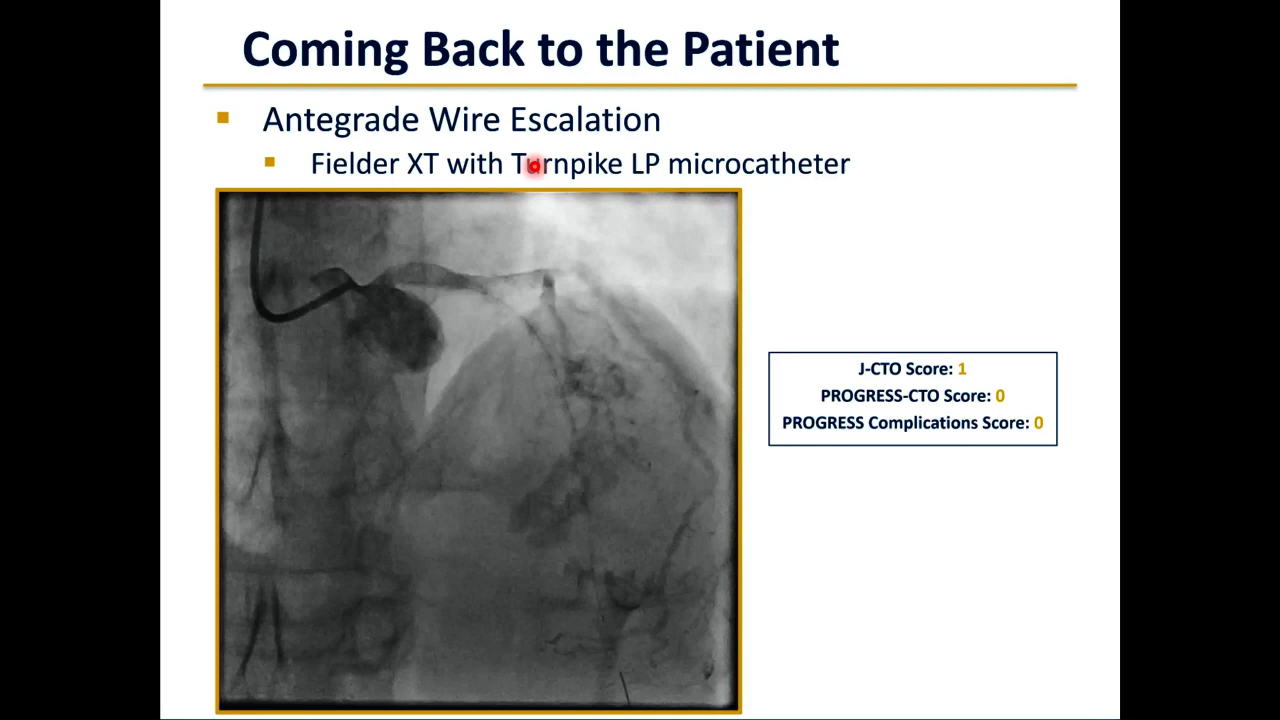 Coming Back to the Patient
Antegrade Wire Escalation
Fielder XT with Turnpike LP microcatheter
J-CTO Score: 1
PROGRESS-CTO Score: 0
PROGRESS Complications Score: 0